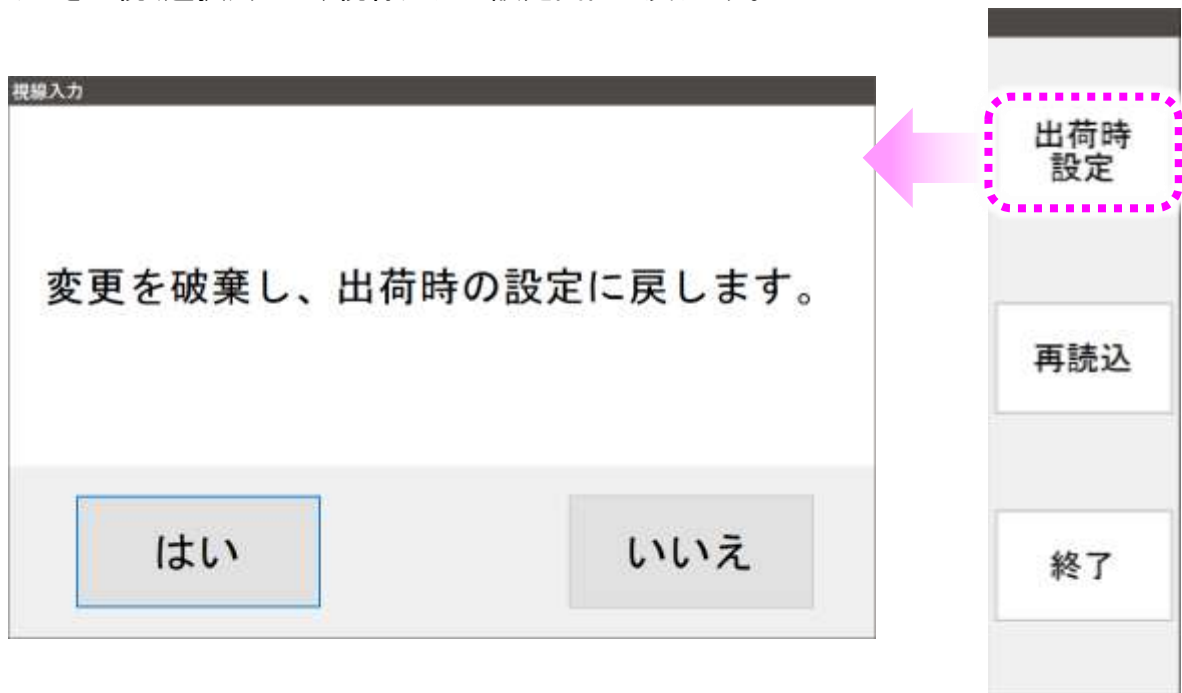 視線入力
変更を破棄し、出荷時の設定に戻します。
はい
いいえ
出荷時
設定
再読込
終了